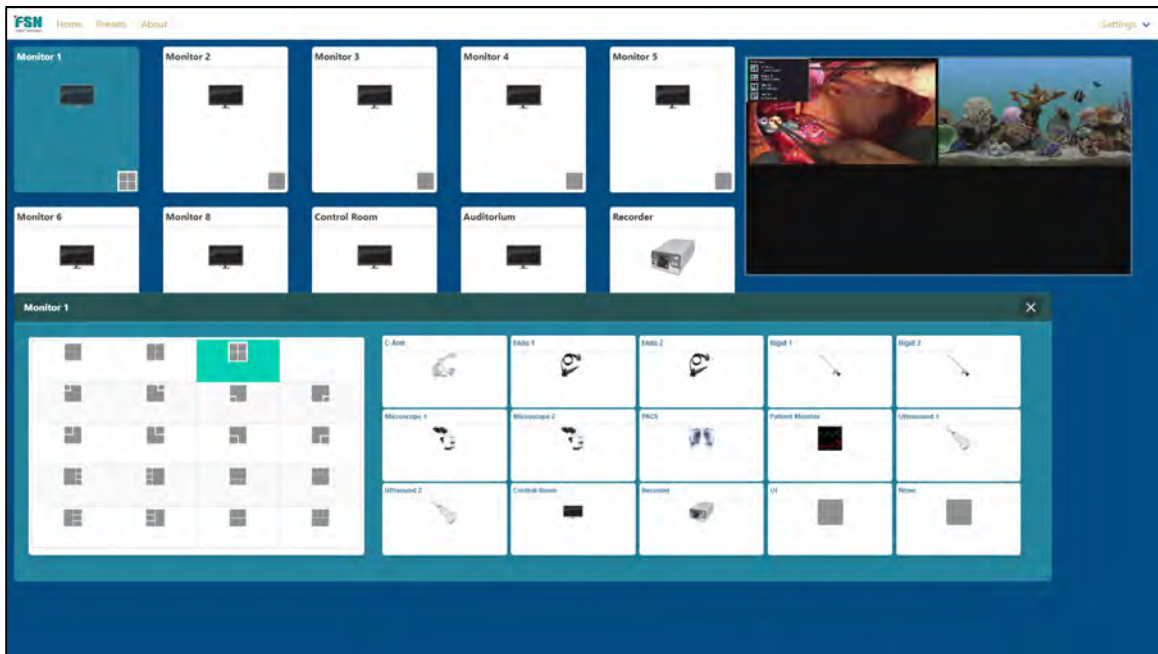 FSN Home Presets About Settings
Monitor 1 Monitor 2 Monitor 3 Monitor 4 Monitor 5
Monitor 6 Monitor 8 Control Room Auditorium Recorder
Monitor 1
C-Arm Endo 1 Endo 2 Rigid 1 Rigid 2
Microscope 1 Microscope 2 PACS Patient Monitor Ultrasound 1
Ultrasound 2 Control Room Recorder UI None